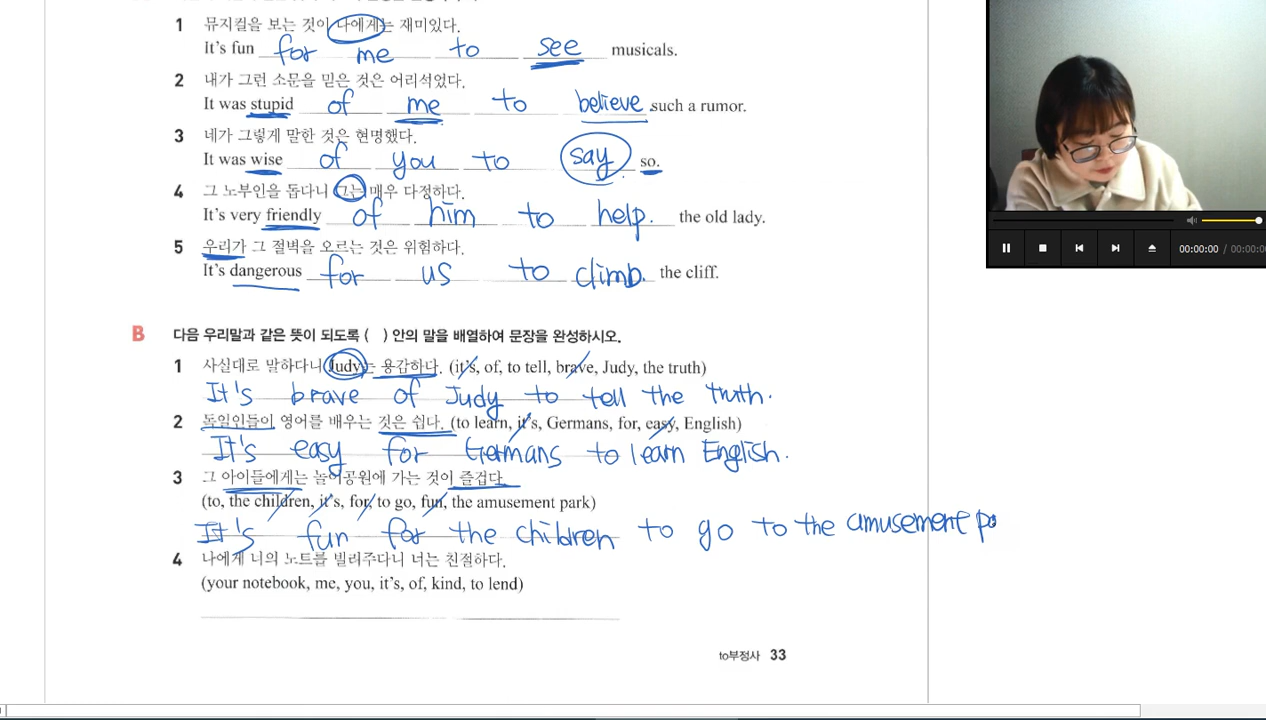 1 뮤지컬을 보는 것이 나에게는 재미있다.
It's fun for me to see musicals.
2 내가 그런 소문을 믿은 것은 어리석었다.
It was stupid of me to believe such a rumor.
3 네가 그렇게 말한 것은 현명했다.
It was wise of you to say so.
4 그 노부인을 돕다니 그는 매우 다정하다.
It's very friendly of him to help. the old lady.
5 우리가 그 절벽을 오르는 것은 위험하다.
It's dangerous for us to climb. the cliff.
B 다음 우리말과 같은 뜻이 되도록 ( ) 안의 말을 배열하여 문장을 완성하시오.
1 사실대로 말하다니 Judy는 용감하다. (it's, of, to tell, brave, Judy, the truth)
It's brave of Judy to tell the truth.
2 독일인들이 영어를 배우는 것은 쉽다. (to learn, it's, Germans, for, easy, English)
It's easy for Germans to learn English.
3 그 아이들에게는 놀이공원에 가는 것이 즐겁다.
(to, the children, it's, for, to go, fun, the amusement park)
It's fun for the children to go to the amusement pa
4 나에게 너의 노트를 빌려주다니 너는 친절하다.
(your notebook, me, you, it's, of, kind, to lend)
to부정사 33
00:00:00 / 00:00:0